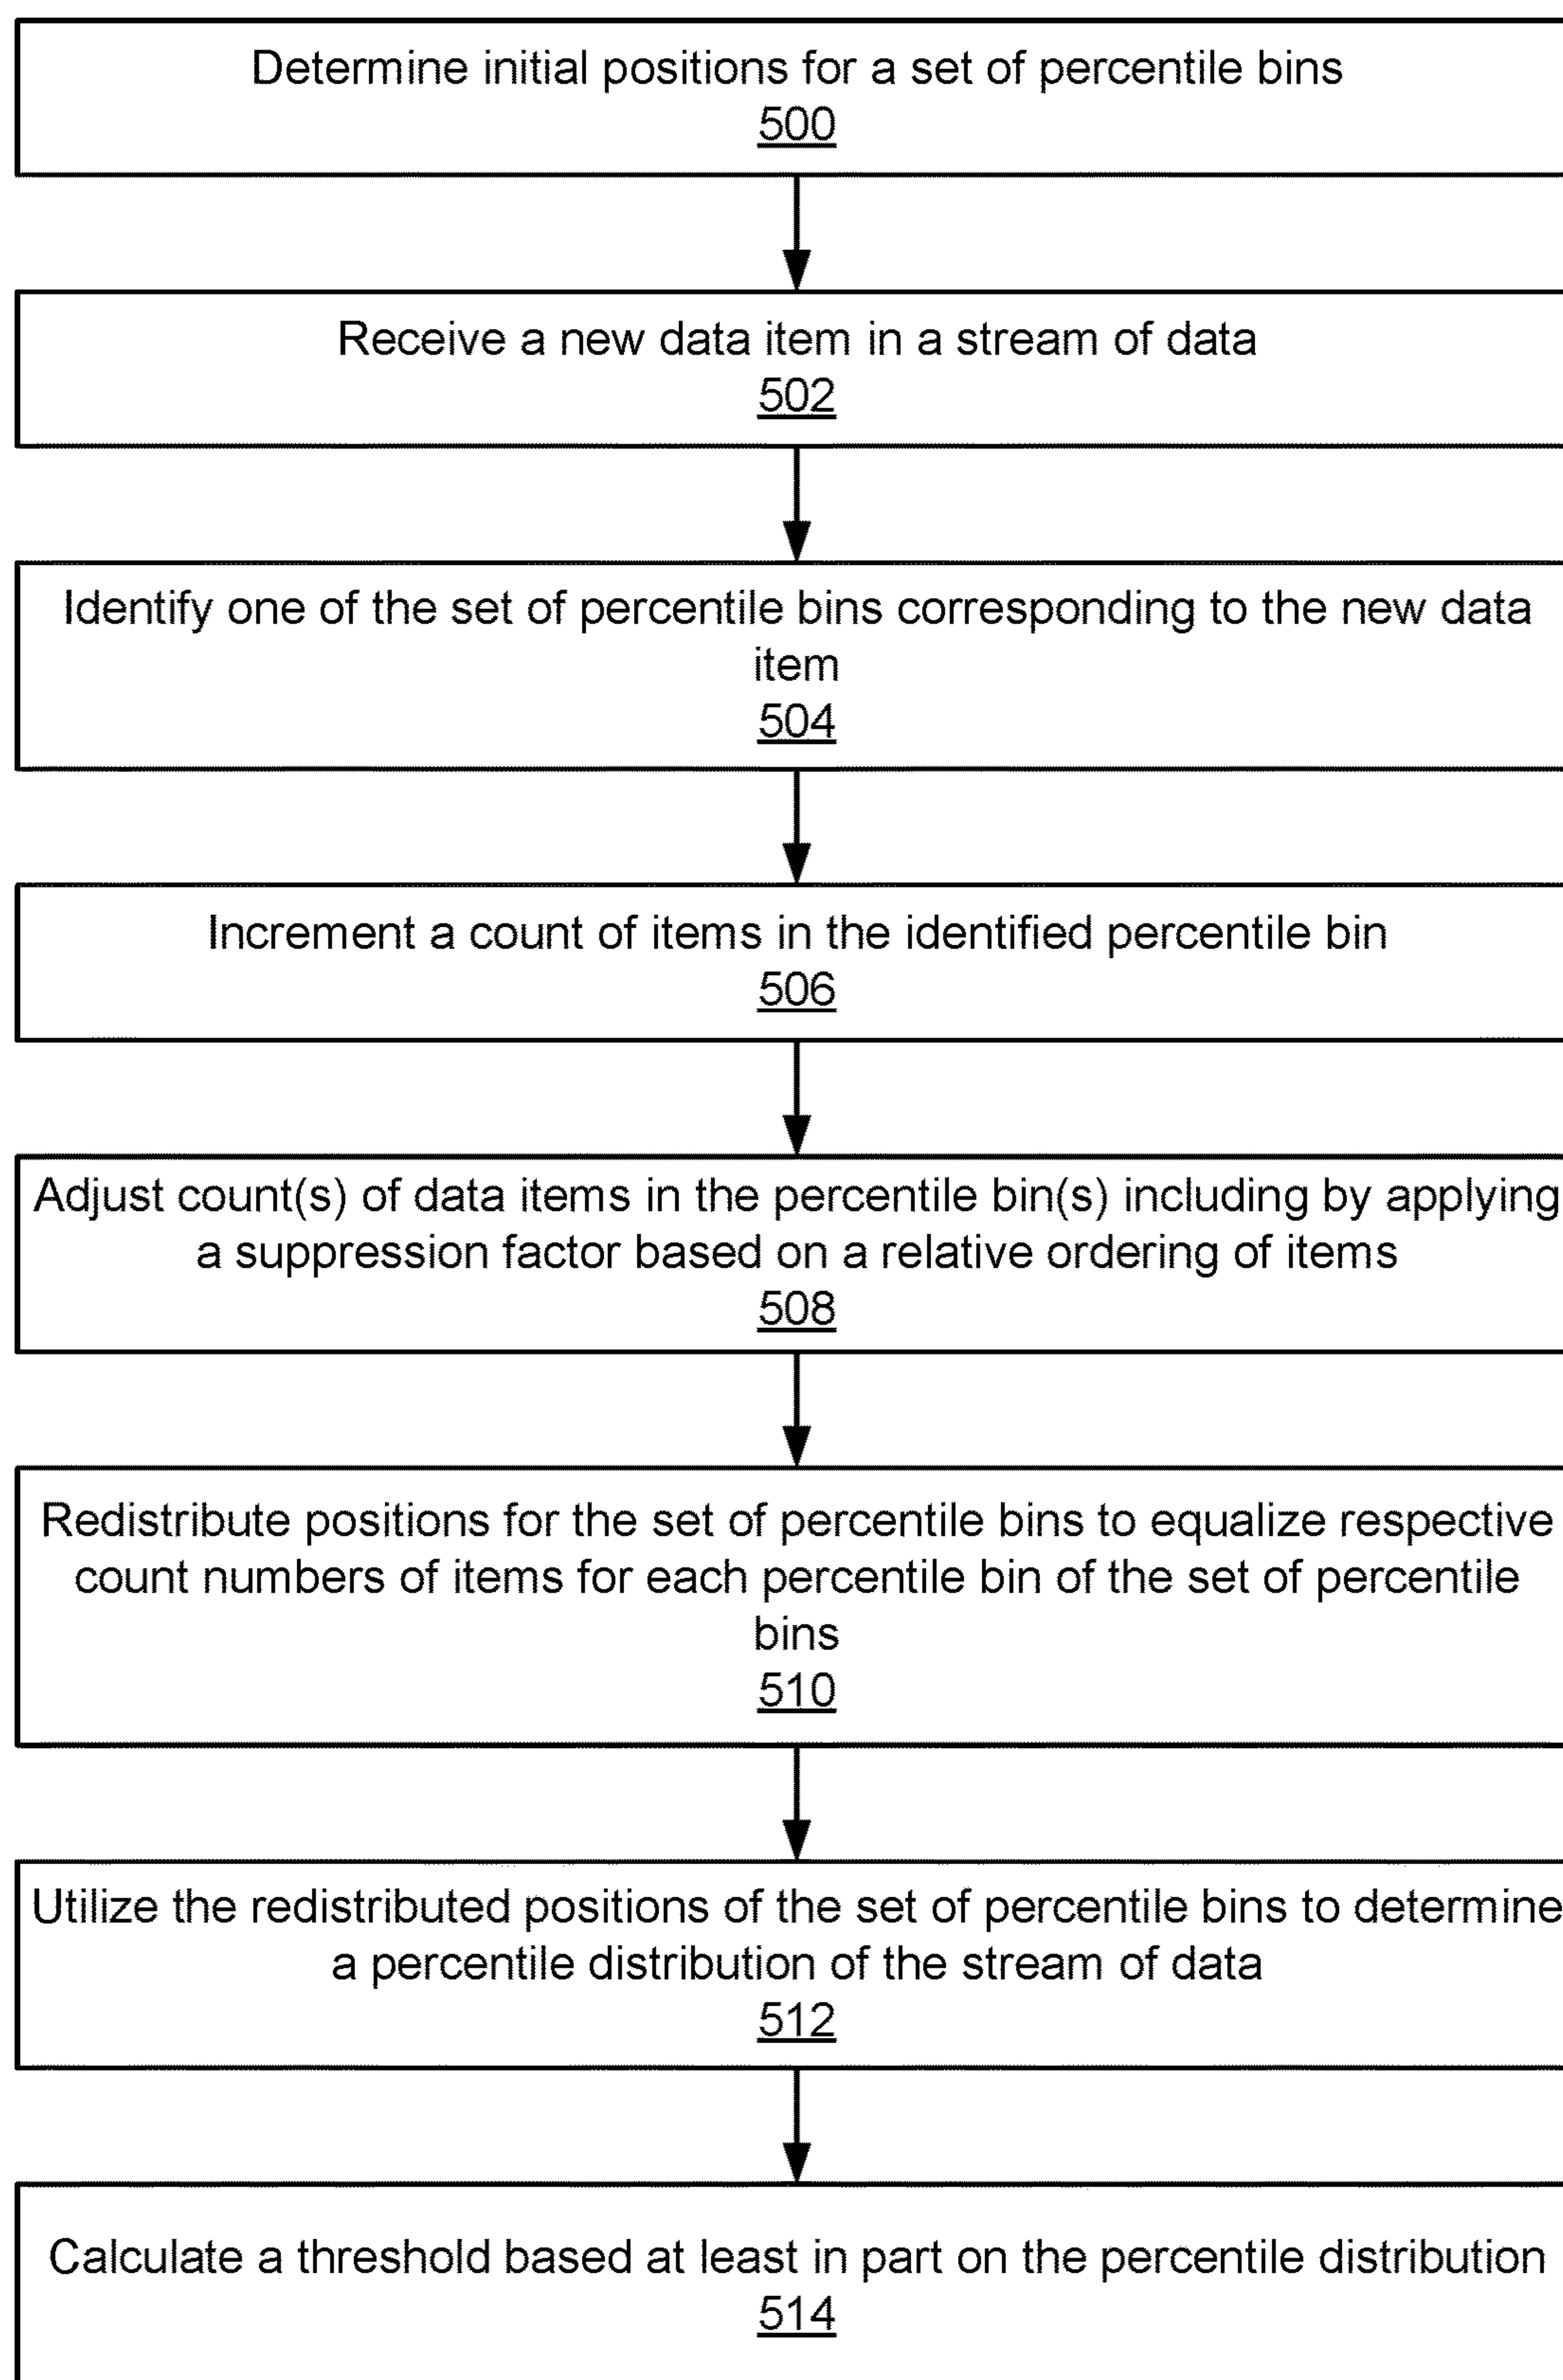 Determine initial positions for a set of percentile bins
500
Receive a new data item in a stream of data
502
Identify one of the set of percentile bins corresponding to the new data
item
504
Increment a count of items in the identified percentile bin
506
Adjust count(s) of data items in the percentile bin(s) including by applying
a suppression factor based on a relative ordering of items
508
Redistribute positions for the set of percentile bins to equalize respective
count numbers of items for each percentile bin of the set of percentile
bins
510
Utilize the redistributed positions of the set of percentile bins to determine
a percentile distribution of the stream of data
512
Calculate a threshold based at least in part on the percentile distribution
514